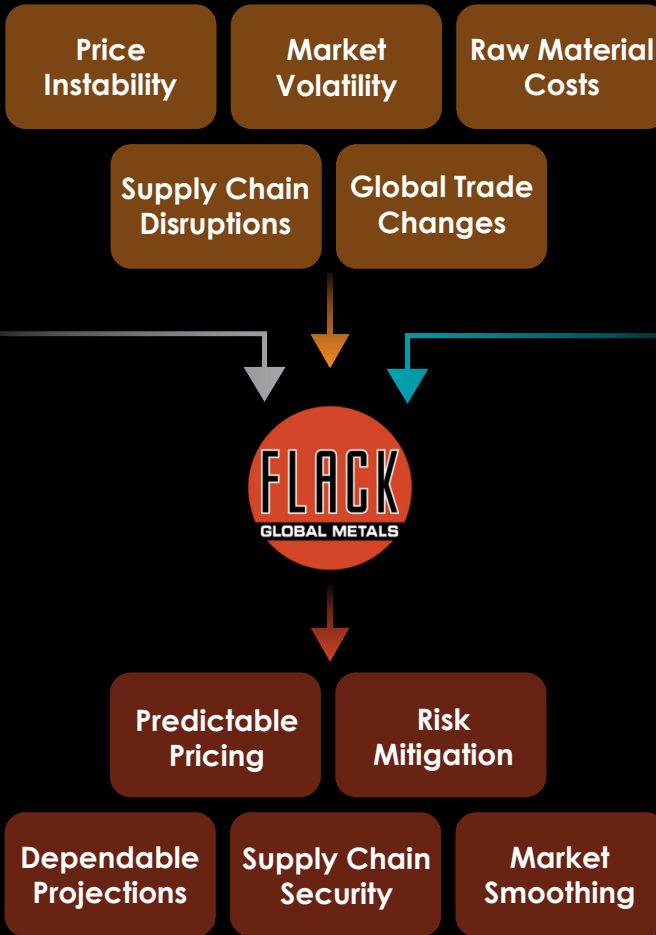 Price
Instability
Market
Volatility
Raw Material
Costs
Supply Chain
Disruptions
Global Trade
Changes
FLACK
GLOBAL METALS
Predictable
Pricing
Risk
Mitigation
Dependable
Projections
Supply Chain
Security
Market
Smoothing